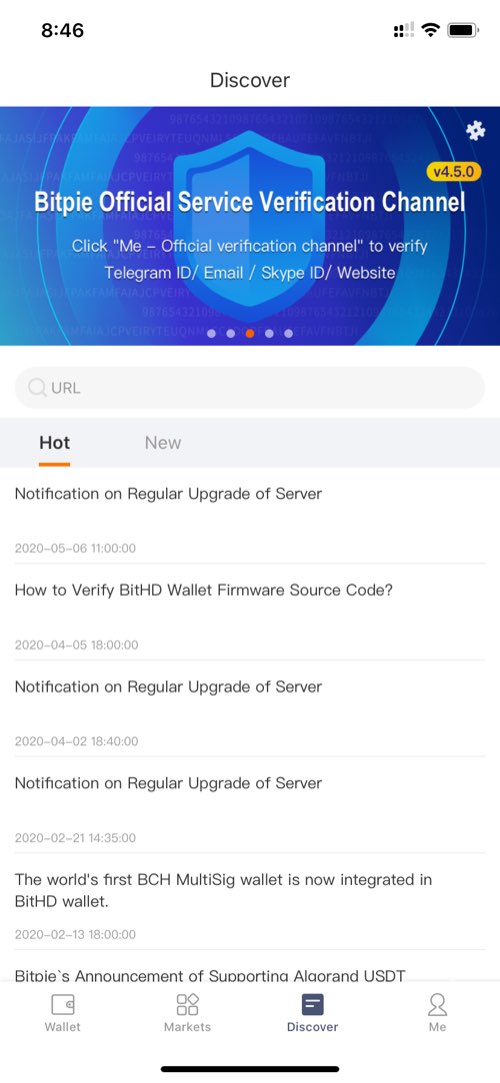 8:46
Discover
v4.5.0
Bitpie Official Service Verification Channel
Click "Me – Official verification channel" to verify
Telegram ID/ Email / Skype ID/ Website
URL
Hot New
Notification on Regular Upgrade of Server
2020-05-06 11:00:00
How to Verify BitHD Wallet Firmware Source Code?
2020-04-05 18:00:00
Notification on Regular Upgrade of Server
2020-04-02 18:40:00
Notification on Regular Upgrade of Server
2020-02-21 14:35:00
The world's first BCH MultiSig wallet is now integrated in
BitHD wallet.
2020-02-13 18:00:00
Bitpie`s Announcement of Supporting Algorand USDT
Wallet Markets Discover Me